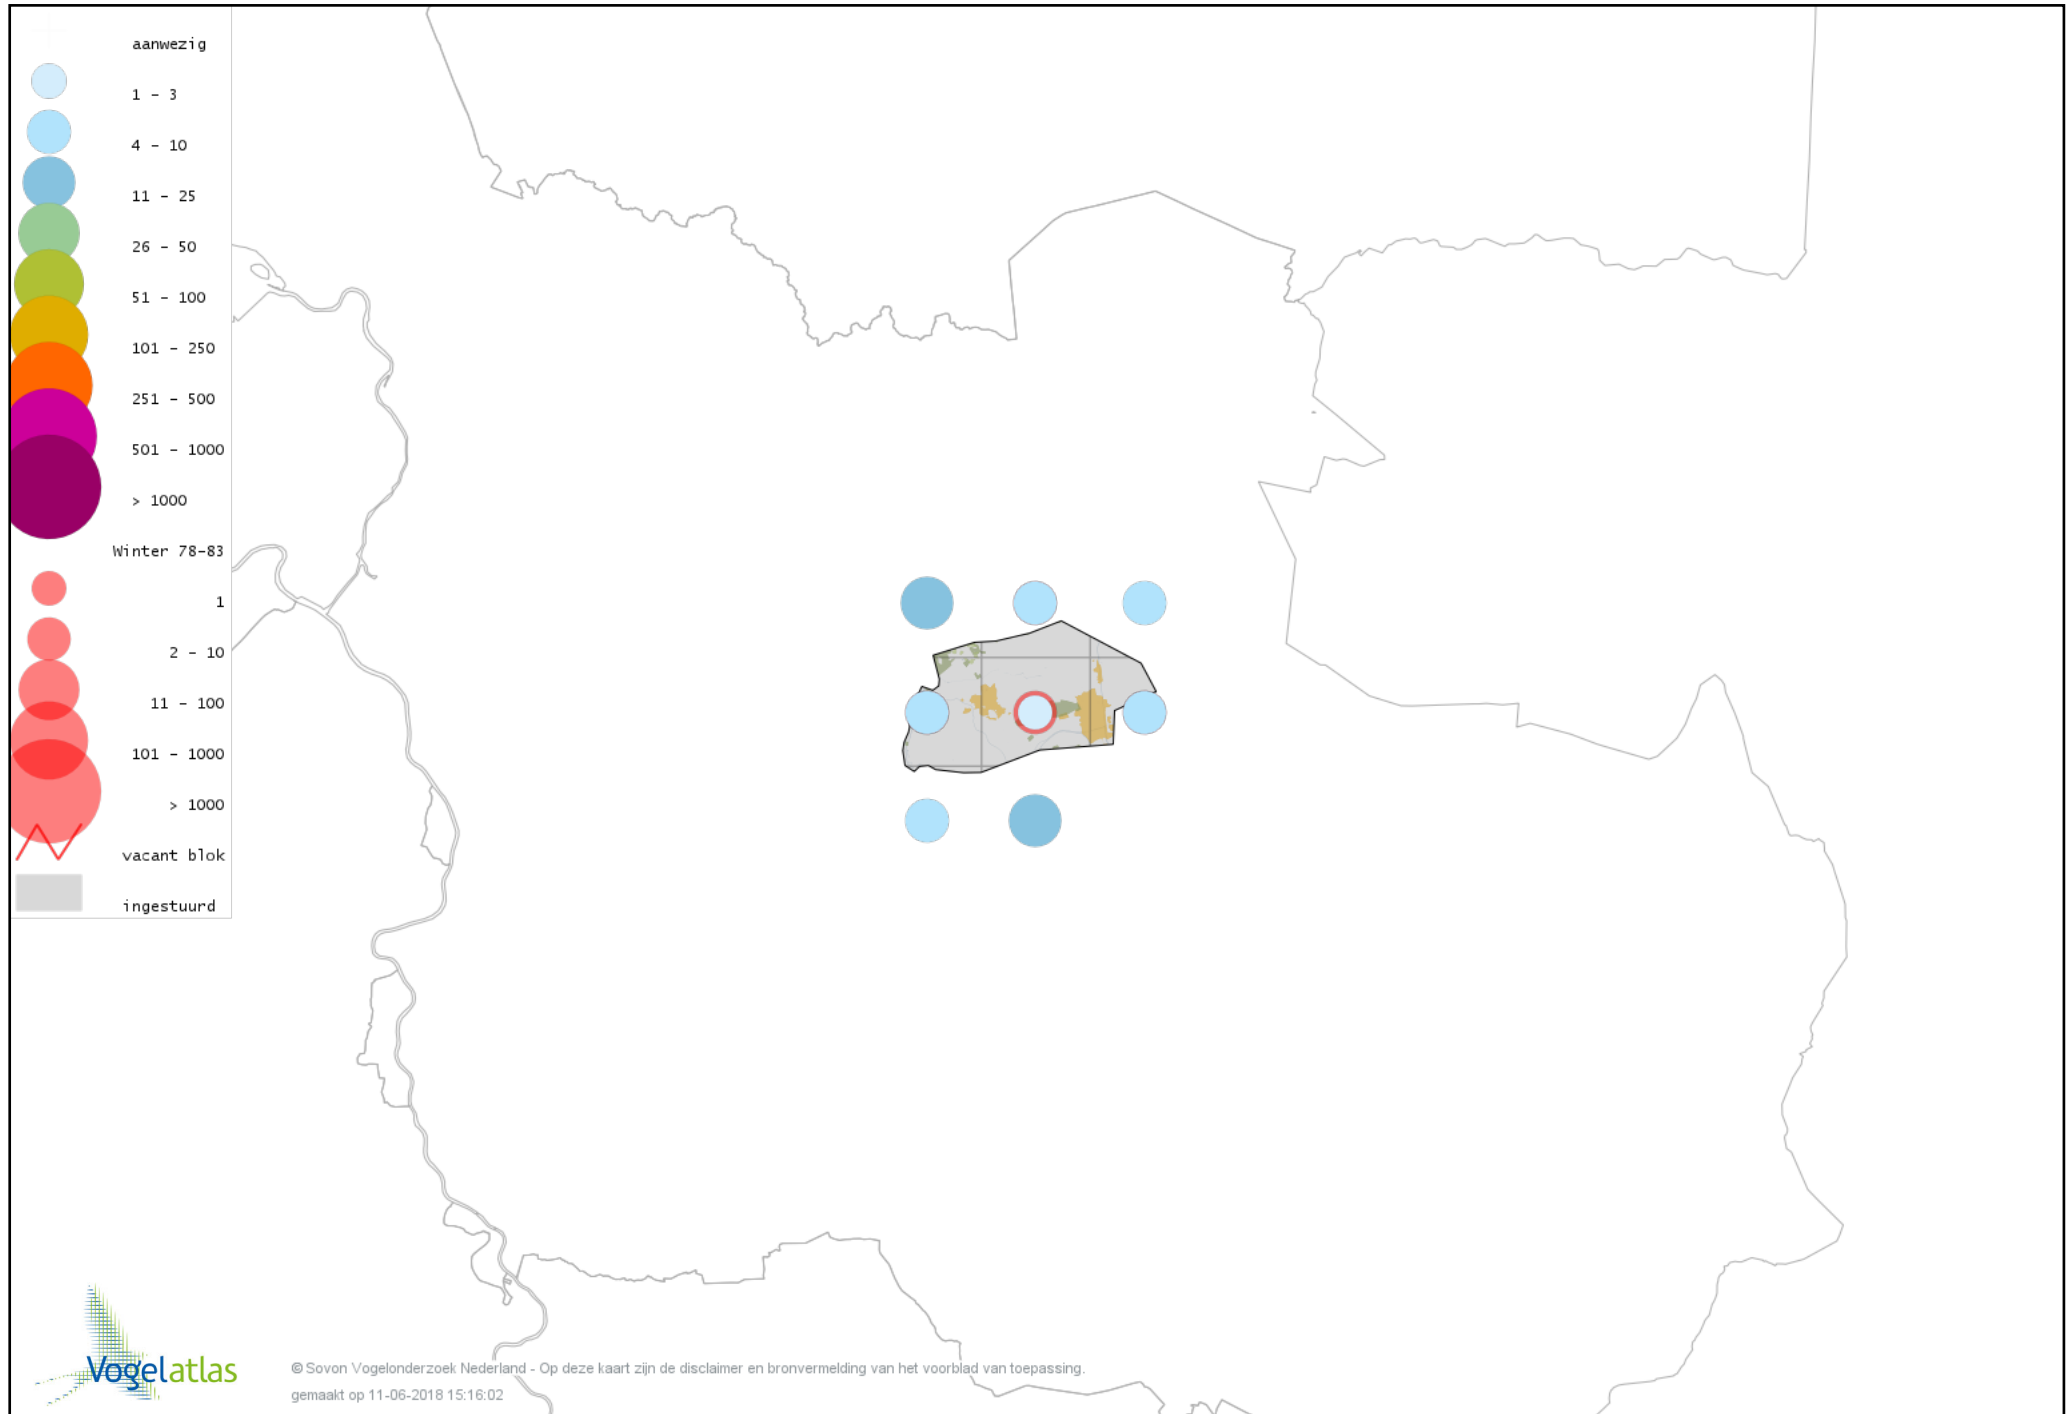 aanwezig
1 - 3
4 - 10
11 - 25
26 - 50
51 - 100
101 - 250
251 - 500
501 - 1000
> 1000
Winter 78-83
1
2 - 10
11 - 100
101 - 1000
> 1000
vacant blok
ingestuurd
Vogelatlas
© Sovon Vogelonderzoek Nederland - Op deze kaart zijn de disclaimer en bronvermelding van het voorblad van toepassing.
gemaakt op 11-06-2018 15:16:02